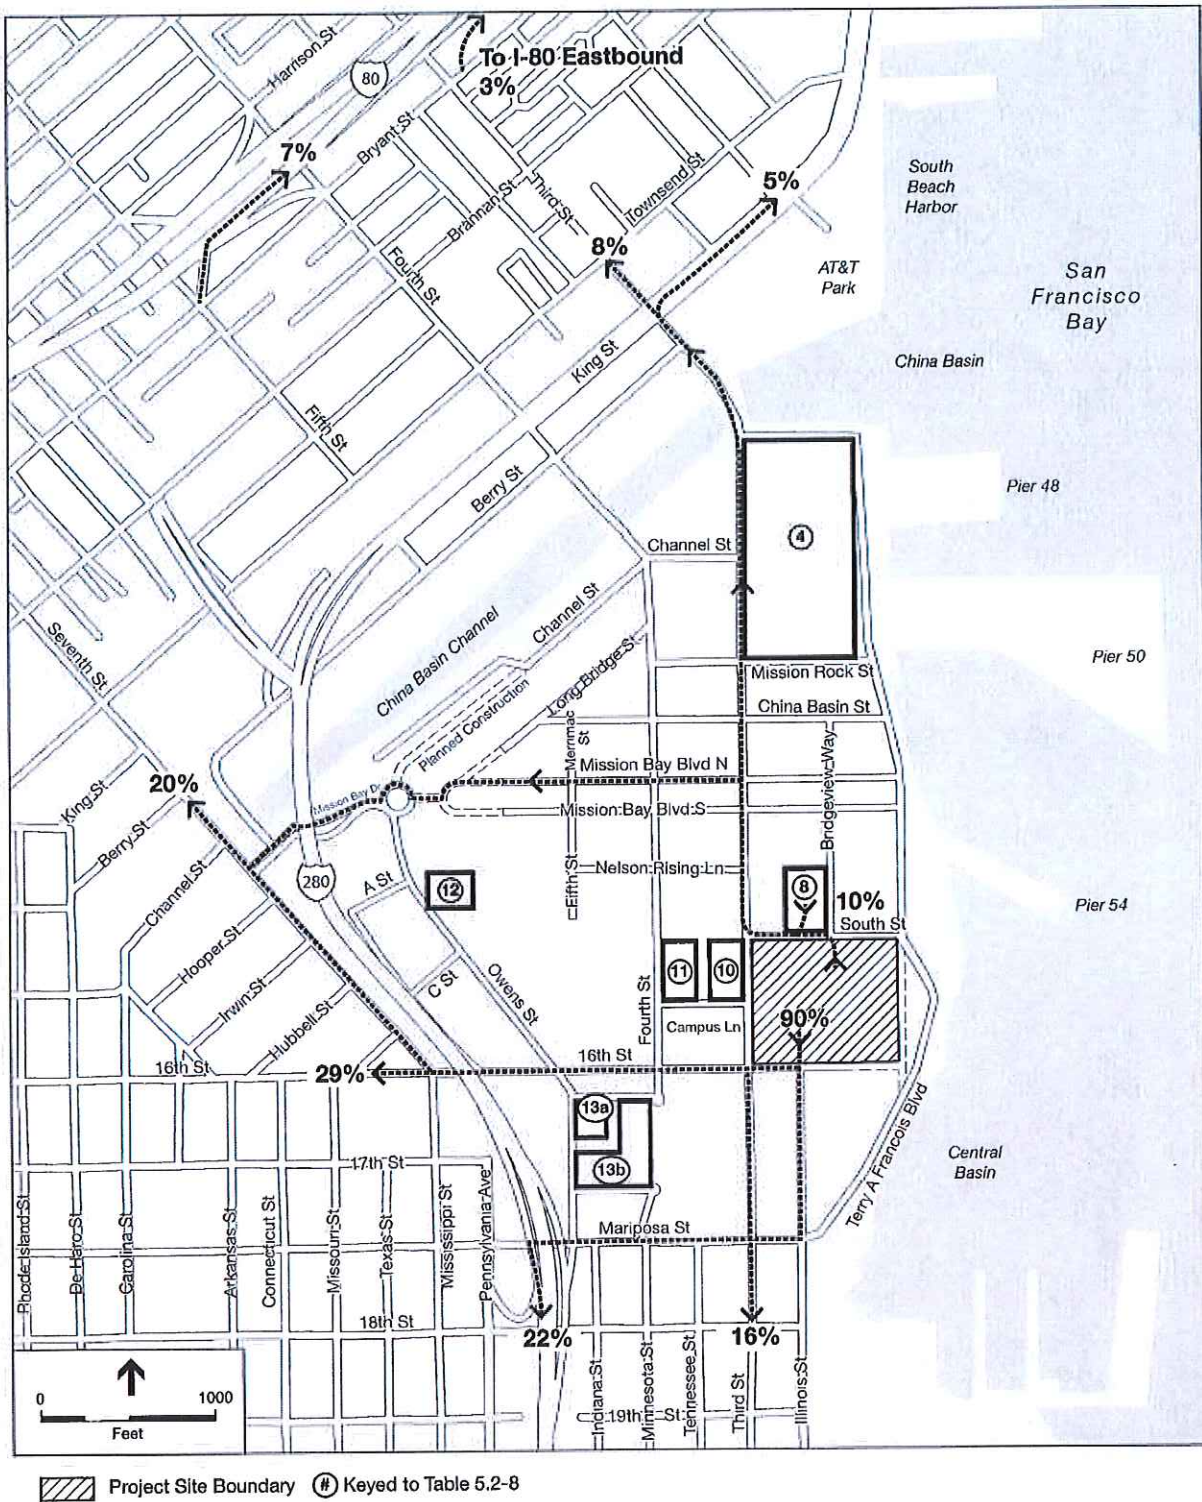 Harrison St
80
To I-80 Eastbound
3%
7%
Bryant St
Brannan St
Third St
Townsend St
5%
South
Beach
Harbor
8%
Fourth St
AT&T
Park
San
Francisco
Bay
King St
China Basin
Fifth St
Berry St
Pier 48
4
Channel St
Channel St
China Basin Channel
Seventh St
Long Bridge St
Planned Construction
Mission Rock St
Pier 50
China Basin St
Merrimac
St
Bridgeview Way
Mission Bay Blvd N
20%
King St
Mission Bay Dr
Mission Bay Blvd S
Berry St
Nelson Rising Ln
280
A St
12
Fifth St
8
10%
Channel St
South St
Pier 54
Hooper St
C St
Owens St
11
10
Irwin St
Fourth St
Hubbell St
Campus Ln
90%
16th St
16th St
29%
13a
Terry A Francois Blvd
17th St
13b
Central
Basin
Rhode Island St
De Haro St
Carolina St
Arkansas St
Connecticut St
Missouri St
Texas St
Mississippi St
Pennsylvania Ave
Mariposa St
18th St
22%
16%
Indiana St
Minnesota St
Tennessee St
Third St
Illinois St
19th St
0
1000
Feet
Project Site Boundary
# Keyed to Table 5.2-8